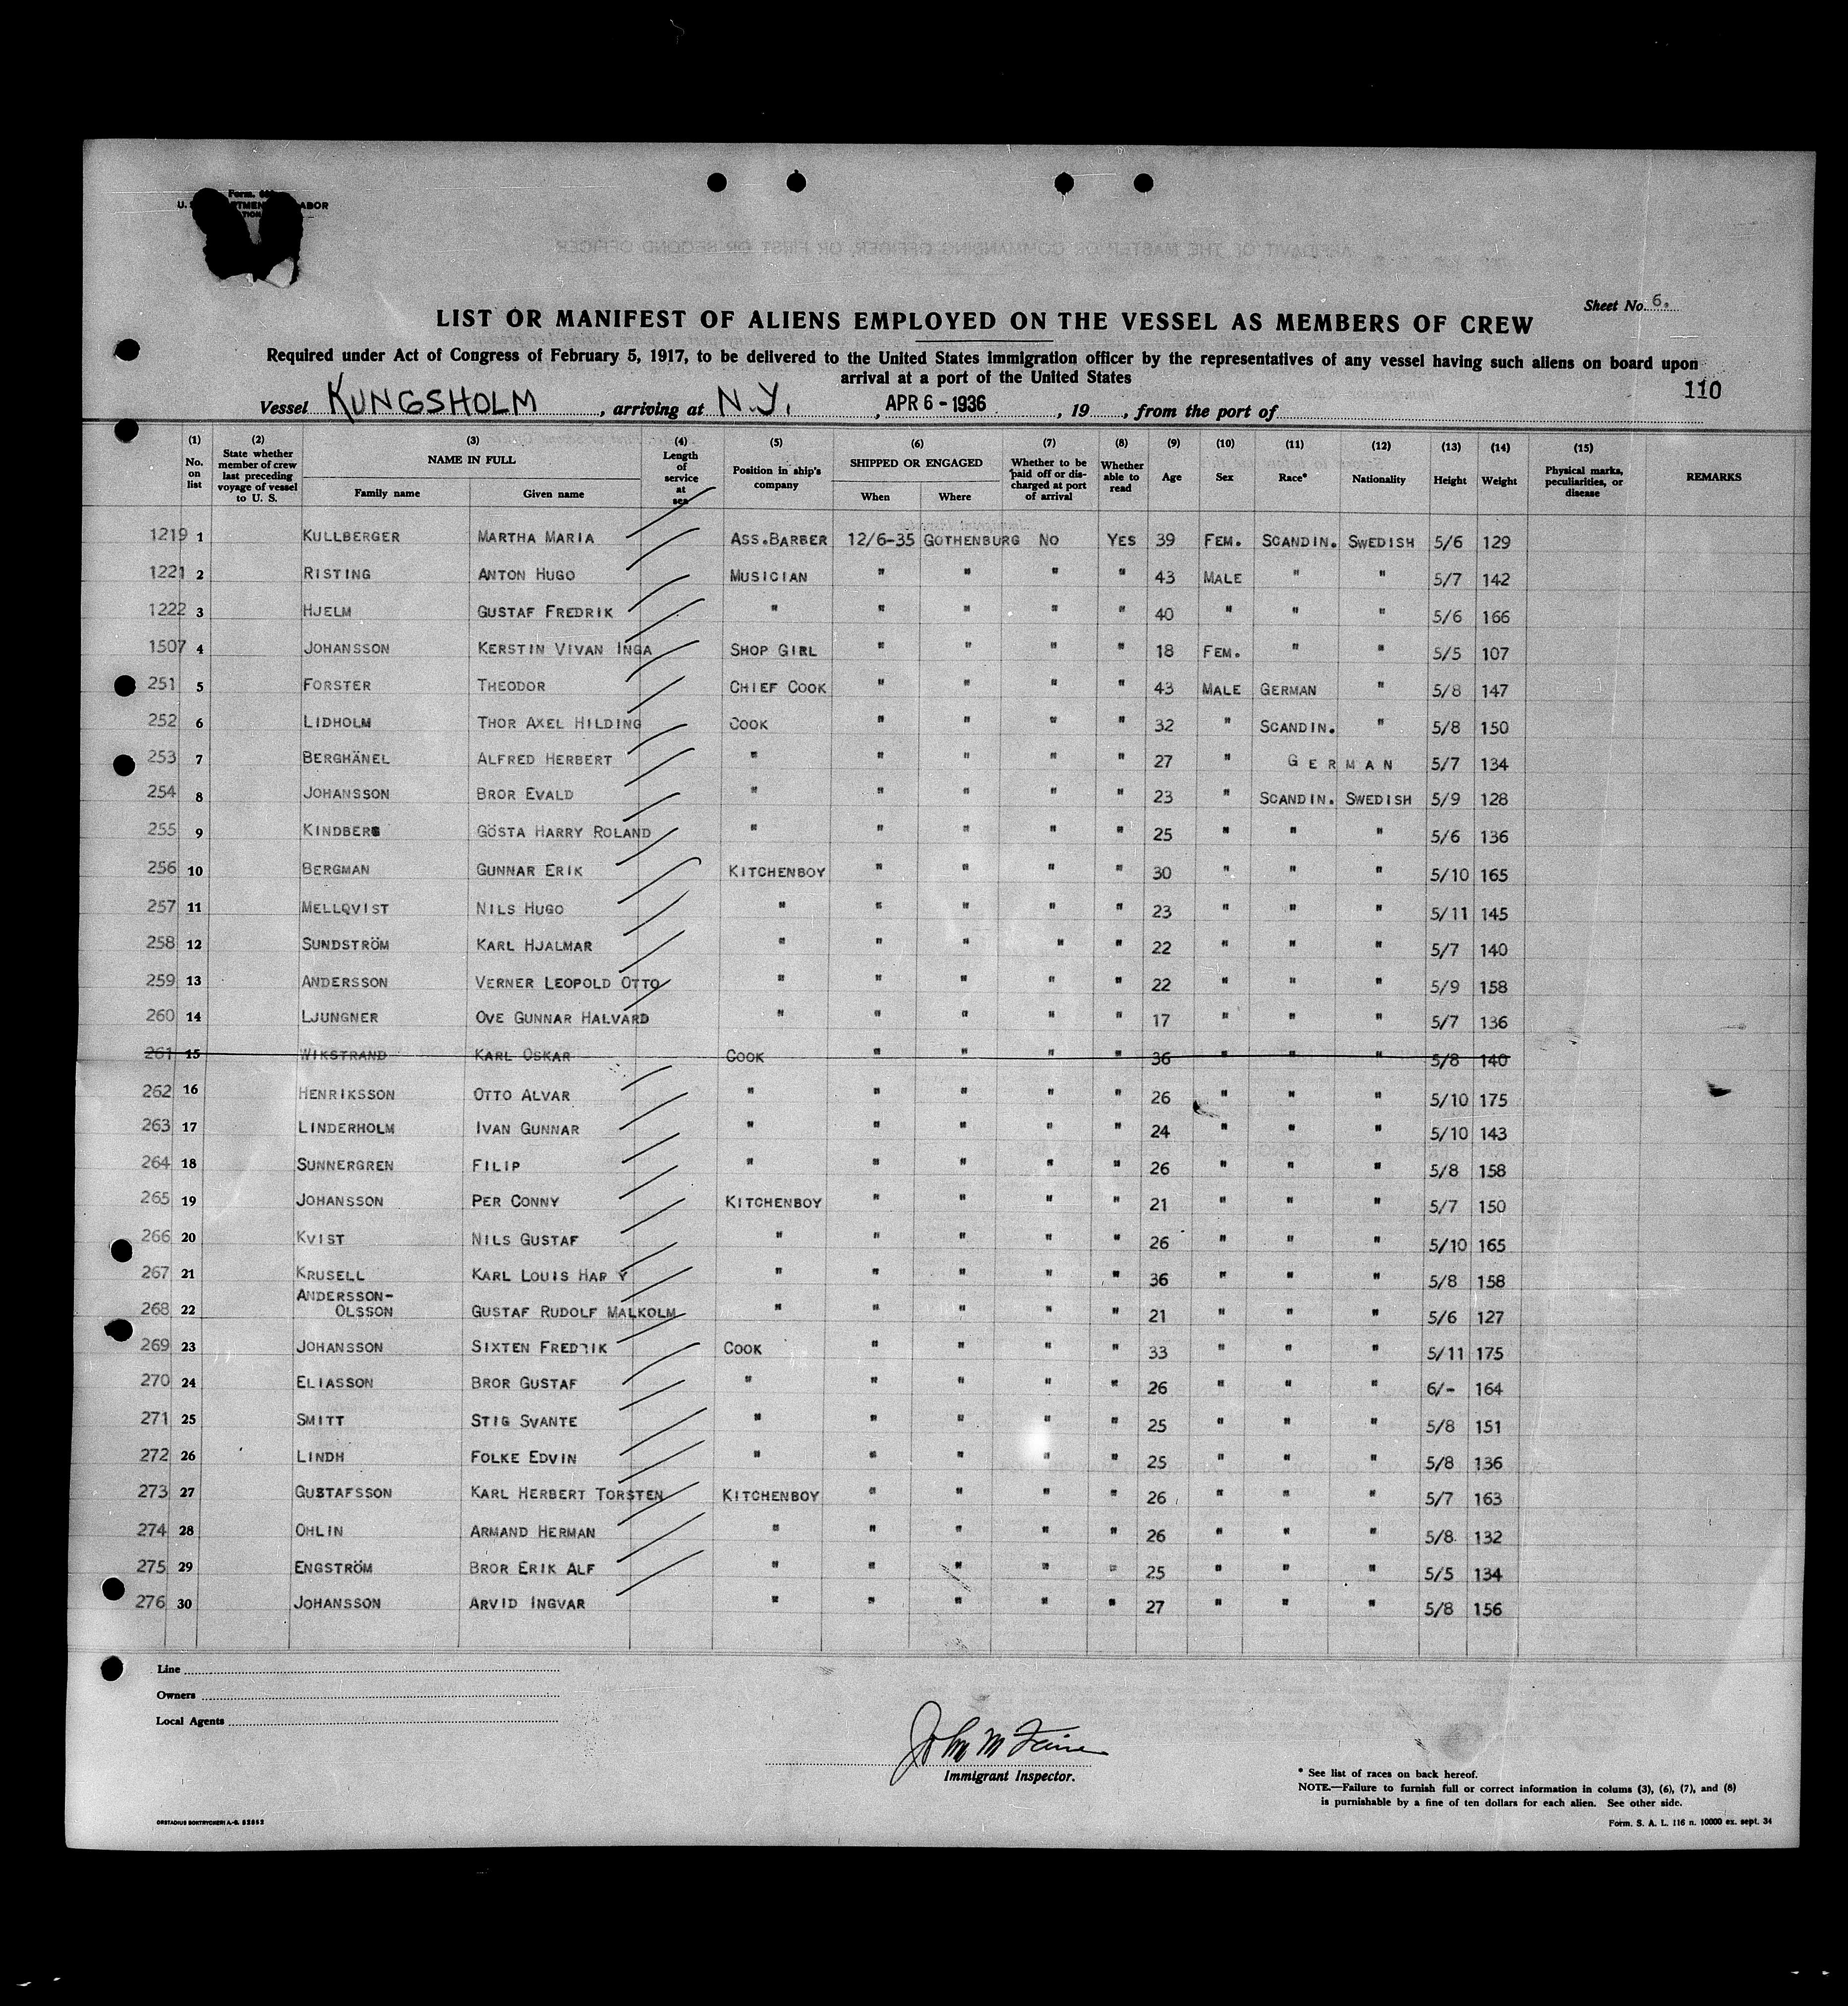 Form.
U. S. ABOR
Sheet No. 6.
LIST OR MANIFEST OF ALIENS EMPLOYED ON THE VESSEL AS MEMBERS OF CREW
Required under Act of Congress of February 5, 1917, to be delivered to the United States immigration officer by the representatives of any vessel having such aliens on board upon
arrival at a port of the United States
110
Vessel KUNGSHOLM, arriving at N.Y., APR 6 - 1936, 19, from the port of
(1) No. on list (2) State whether member of crew last preceding voyage of vessel to U. S. (3) NAME IN FULL Family name Given name (4) Length of service at sea (5) Position in ship's company (6) SHIPPED OR ENGAGED When Where (7) Whether to be paid off or discharged at port of arrival (8) Whether able to read (9) Age (10) Sex (11) Race* (12) Nationality (13) Height (14) Weight (15) Physical marks, peculiarities, or disease REMARKS
1219 1 KULLBERGER MARTHA MARIA ASS.BARBER 12/6-35 GOTHENBURG NO YES 39 FEM. SCANDIN. SWEDISH 5/6 129
1221 2 RISTING ANTON HUGO MUSICIAN " " " " 43 MALE " " 5/7 142
1222 3 HJELM GUSTAF FREDRIK " " " " " 40 " " " 5/6 166
1507 4 JOHANSSON KERSTIN VIVAN INGA SHOP GIRL " " " " 18 FEM. " " 5/5 107
251 5 FORSTER THEODOR CHIEF COOK " " " " 43 MALE GERMAN " 5/8 147
252 6 LIDHOLM THOR AXEL HILDING COOK " " " " 32 " SCANDIN. " 5/8 150
253 7 BERGHÄNEL ALFRED HERBERT " " " " " 27 " GERMAN 5/7 134
254 8 JOHANSSON BROR EVALD " " " " " 23 " SCANDIN. SWEDISH 5/9 128
255 9 KINDBERG GÖSTA HARRY ROLAND " " " " " 25 " " " 5/6 136
256 10 BERGMAN GUNNAR ERIK KITCHENBOY " " " " 30 " " " 5/10 165
257 11 MELLQVIST NILS HUGO " " " " " 23 " " " 5/11 145
258 12 SUNDSTRÖM KARL HJALMAR " " " " " 22 " " " 5/7 140
259 13 ANDERSSON VERNER LEOPOLD OTTO " " " " " 22 " " " 5/9 158
260 14 LJUNGNER OVE GUNNAR HALVARD " " " " " 17 " " " 5/7 136
261 15 WIKSTRAND KARL OSKAR COOK " " " " 36 " " " 5/8 140
262 16 HENRIKSSON OTTO ALVAR " " " " " 26 " " " 5/10 175
263 17 LINDERHOLM IVAN GUNNAR " " " " " 24 " " " 5/10 143
264 18 SUNNERGREN FILIP " " " " " 26 " " " 5/8 158
265 19 JOHANSSON PER CONNY KITCHENBOY " " " " 21 " " " 5/7 150
266 20 KVIST NILS GUSTAF " " " " " 26 " " " 5/10 165
267 21 KRUSELL KARL LOUIS HAR Y " " " " " 36 " " " 5/8 158
ANDERSSON-
268 22 OLSSON GUSTAF RUDOLF MALKOLM " " " " " 21 " " " 5/6 127
269 23 JOHANSSON SIXTEN FREDRIK COOK " " " " 33 " " " 5/11 175
270 24 ELIASSON BROR GUSTAF " " " " " 26 " " " 6/- 164
271 25 SMITT STIG SVANTE " " " " " 25 " " " 5/8 151
272 26 LINDH FOLKE EDVIN " " " " " 25 " " " 5/8 136
273 27 GUSTAFSSON KARL HERBERT TORSTEN KITCHENBOY " " " " 26 " " " 5/7 163
274 28 OHLIN ARMAND HERMAN " " " " " 26 " " " 5/8 132
275 29 ENGSTRÖM BROR ERIK ALF " " " " " 25 " " " 5/5 134
276 30 JOHANSSON ARVID INGVAR " " " " " 27 " " " 5/8 156
Line
Owners
Local Agents
John M
Immigrant Inspector.
* See list of races on back hereof.
NOTE.—Failure to furnish full or correct information in colums (3), (6), (7), and (8)
is purnishable by a fine of ten dollars for each alien. See other side.
ORSTADIUS BOKTRYCKERI A.-B. 52552
Form. S. A. L. 116 n. 10000 ex. sept. 34